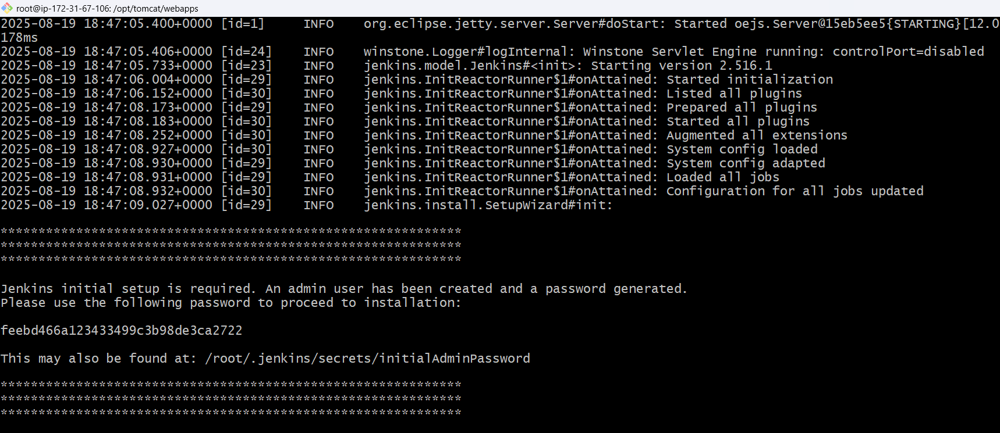 root@ip-172-31-67-106: /opt/tomcat/webapps
2025-08-19 18:47:05.400+0000 [id=1]     INFO    org.eclipse.jetty.server.Server#doStart: Started oejs.Server@15eb5ee5{STARTING}[12.0
178ms
2025-08-19 18:47:05.406+0000 [id=24]    INFO    winstone.Logger#logInternal: Winstone Servlet Engine running: controlPort=disabled
2025-08-19 18:47:05.733+0000 [id=23]    INFO    jenkins.model.Jenkins#<init>: Starting version 2.516.1
2025-08-19 18:47:06.004+0000 [id=29]    INFO    jenkins.InitReactorRunner$1#onAttained: Started initialization
2025-08-19 18:47:06.152+0000 [id=30]    INFO    jenkins.InitReactorRunner$1#onAttained: Listed all plugins
2025-08-19 18:47:08.173+0000 [id=29]    INFO    jenkins.InitReactorRunner$1#onAttained: Prepared all plugins
2025-08-19 18:47:08.183+0000 [id=30]    INFO    jenkins.InitReactorRunner$1#onAttained: Started all plugins
2025-08-19 18:47:08.252+0000 [id=30]    INFO    jenkins.InitReactorRunner$1#onAttained: Augmented all extensions
2025-08-19 18:47:08.927+0000 [id=30]    INFO    jenkins.InitReactorRunner$1#onAttained: System config loaded
2025-08-19 18:47:08.930+0000 [id=29]    INFO    jenkins.InitReactorRunner$1#onAttained: System config adapted
2025-08-19 18:47:08.931+0000 [id=29]    INFO    jenkins.InitReactorRunner$1#onAttained: Loaded all jobs
2025-08-19 18:47:08.932+0000 [id=30]    INFO    jenkins.InitReactorRunner$1#onAttained: Configuration for all jobs updated
2025-08-19 18:47:09.027+0000 [id=29]    INFO    jenkins.install.SetupWizard#init:
*************************************************************
*************************************************************
*************************************************************
Jenkins initial setup is required. An admin user has been created and a password generated.
Please use the following password to proceed to installation:
feebd466a123433499c3b98de3ca2722
This may also be found at: /root/.jenkins/secrets/initialAdminPassword
*************************************************************
*************************************************************
*************************************************************